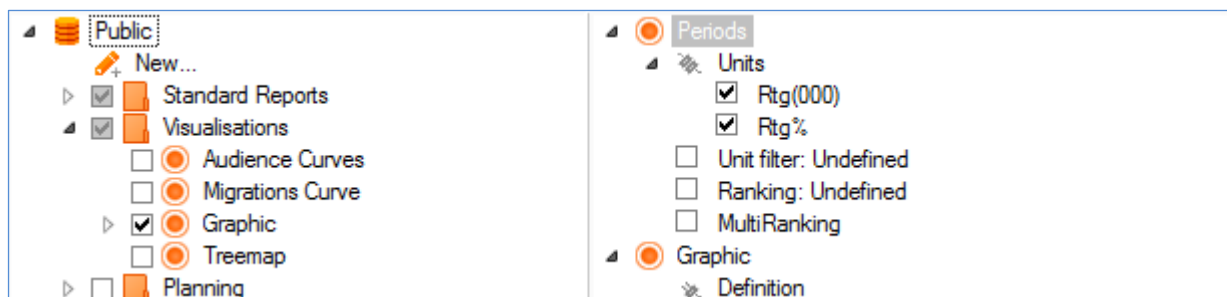 Public
New...
Standard Reports
Visualisations
Audience Curves
Migrations Curve
Graphic
Treemap
Planning
Periods
Units
Rtg(000)
Rtg%
Unit filter: Undefined
Ranking: Undefined
MultiRanking
Graphic
Definition